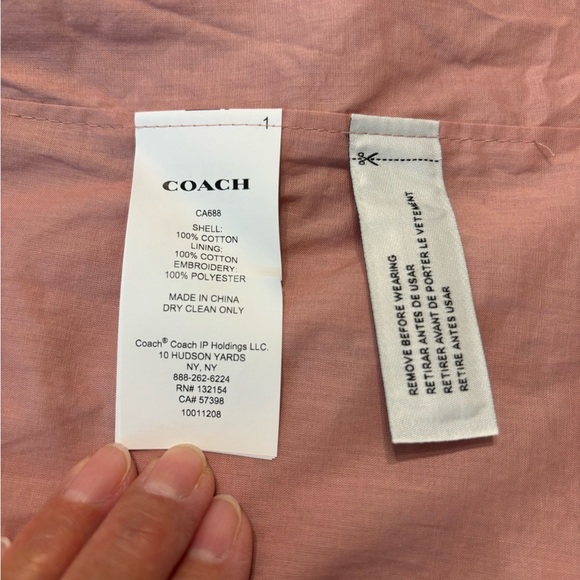 1
COACH
CA688
SHELL:
100% COTTON
LINING:
100% COTTON
EMBROIDERY:
100% POLYESTER
MADE IN CHINA
DRY CLEAN ONLY
Coach® Coach IP Holdings LLC.
10 HUDSON YARDS
NY, NY
888-262-6224
RN# 132154
CA# 57398
10011208
REMOVE BEFORE WEARING
RETIRAR ANTES DE USAR
RETIRER AVANT DE PORTER LE VETEMENT
RETIRE ANTES USAR